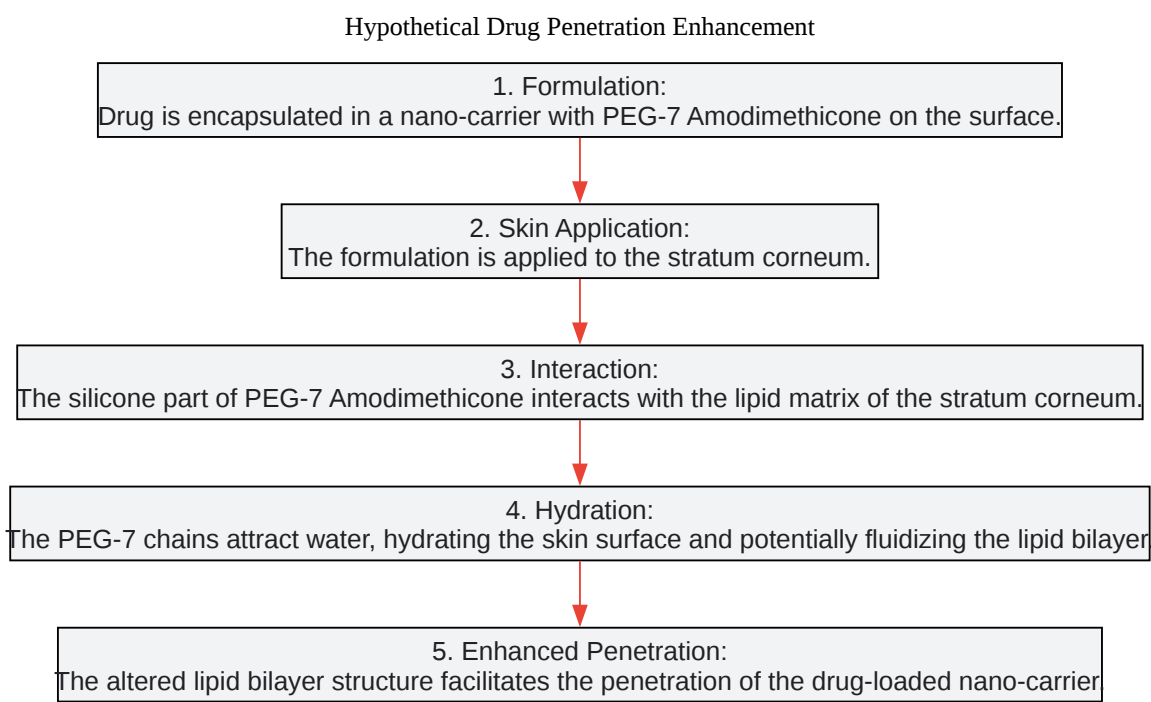 Hypothetical Drug Penetration Enhancement
1. Formulation:
Drug is encapsulated in a nano-carrier with PEG-7 Amodimethicone on the surface.
2. Skin Application:
The formulation is applied to the stratum corneum.
3. Interaction:
The silicone part of PEG-7 Amodimethicone interacts with the lipid matrix of the stratum corneum.
4. Hydration:
The PEG-7 chains attract water, hydrating the skin surface and potentially fluidizing the lipid bilayer.
5. Enhanced Penetration:
The altered lipid bilayer structure facilitates the penetration of the drug-loaded nano-carrier.